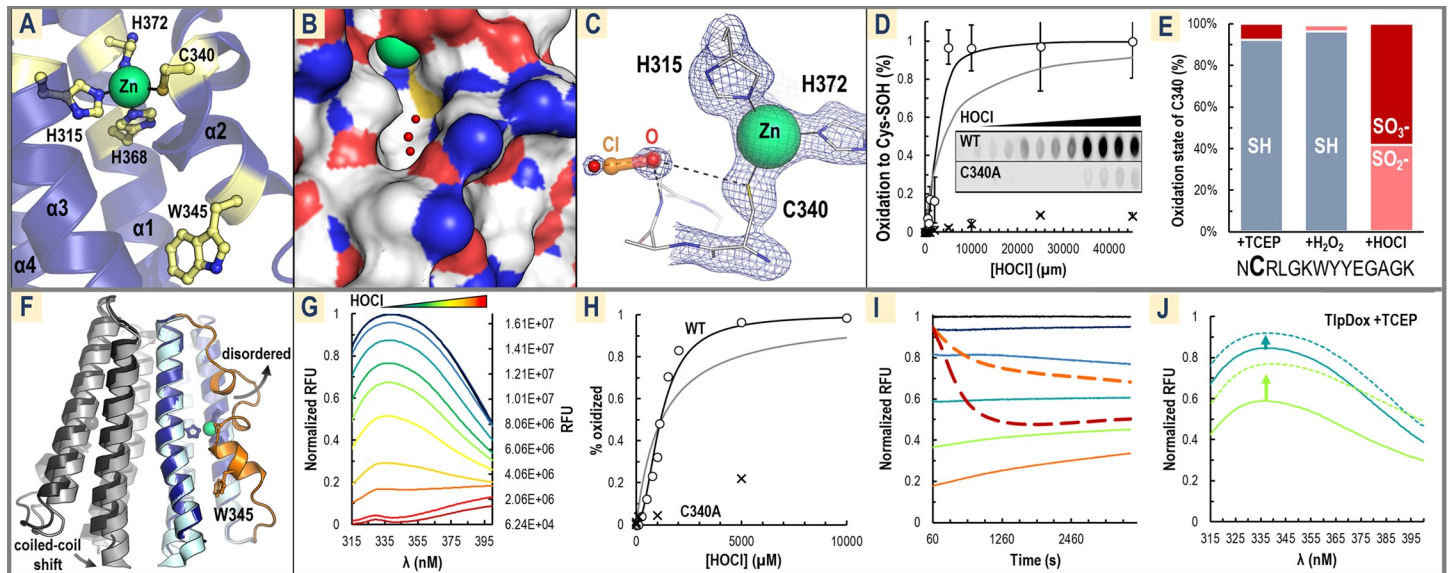 A
H372
C340
Zn
H315
H368
α2
α3
α1
W345
α4
B
C
H315
H372
Zn
Cl
O
C340
D
Oxidation to Cys-SOH (%)
1
0.8
0.6
0.4
0.2
0
HOCl
WT
C340A
0 10000 20000 30000 40000
[HOCl] (µm)
E
Oxidation state of C340 (%)
100%
80%
60%
40%
20%
0%
SH
SH
SO₃-
SO₂-
+TCEP +H₂O₂ +HOCl
NCRLGKWYYEGAGK
F
disordered
W345
coiled-coil
shift
G
HOCl
Normalized RFU
1
0.8
0.6
0.4
0.2
0
1.61E+07
1.41E+07
1.21E+07
1.01E+07
8.06E+06
6.06E+06
4.06E+06
2.06E+06
6.24E+04
RFU
315 335 355 375 395
λ (nM)
H
% oxidized
1
0.8
0.6
0.4
0.2
0
WT
C340A
0 5000 10000
[HOCl] (µM)
I
Normalized RFU
1
0.8
0.6
0.4
0.2
0
60 1260 2460
Time (s)
J
TlpDox +TCEP
Normalized RFU
1
0.8
0.6
0.4
0.2
0
315 335 345 355 365 375 385 395
λ (nM)